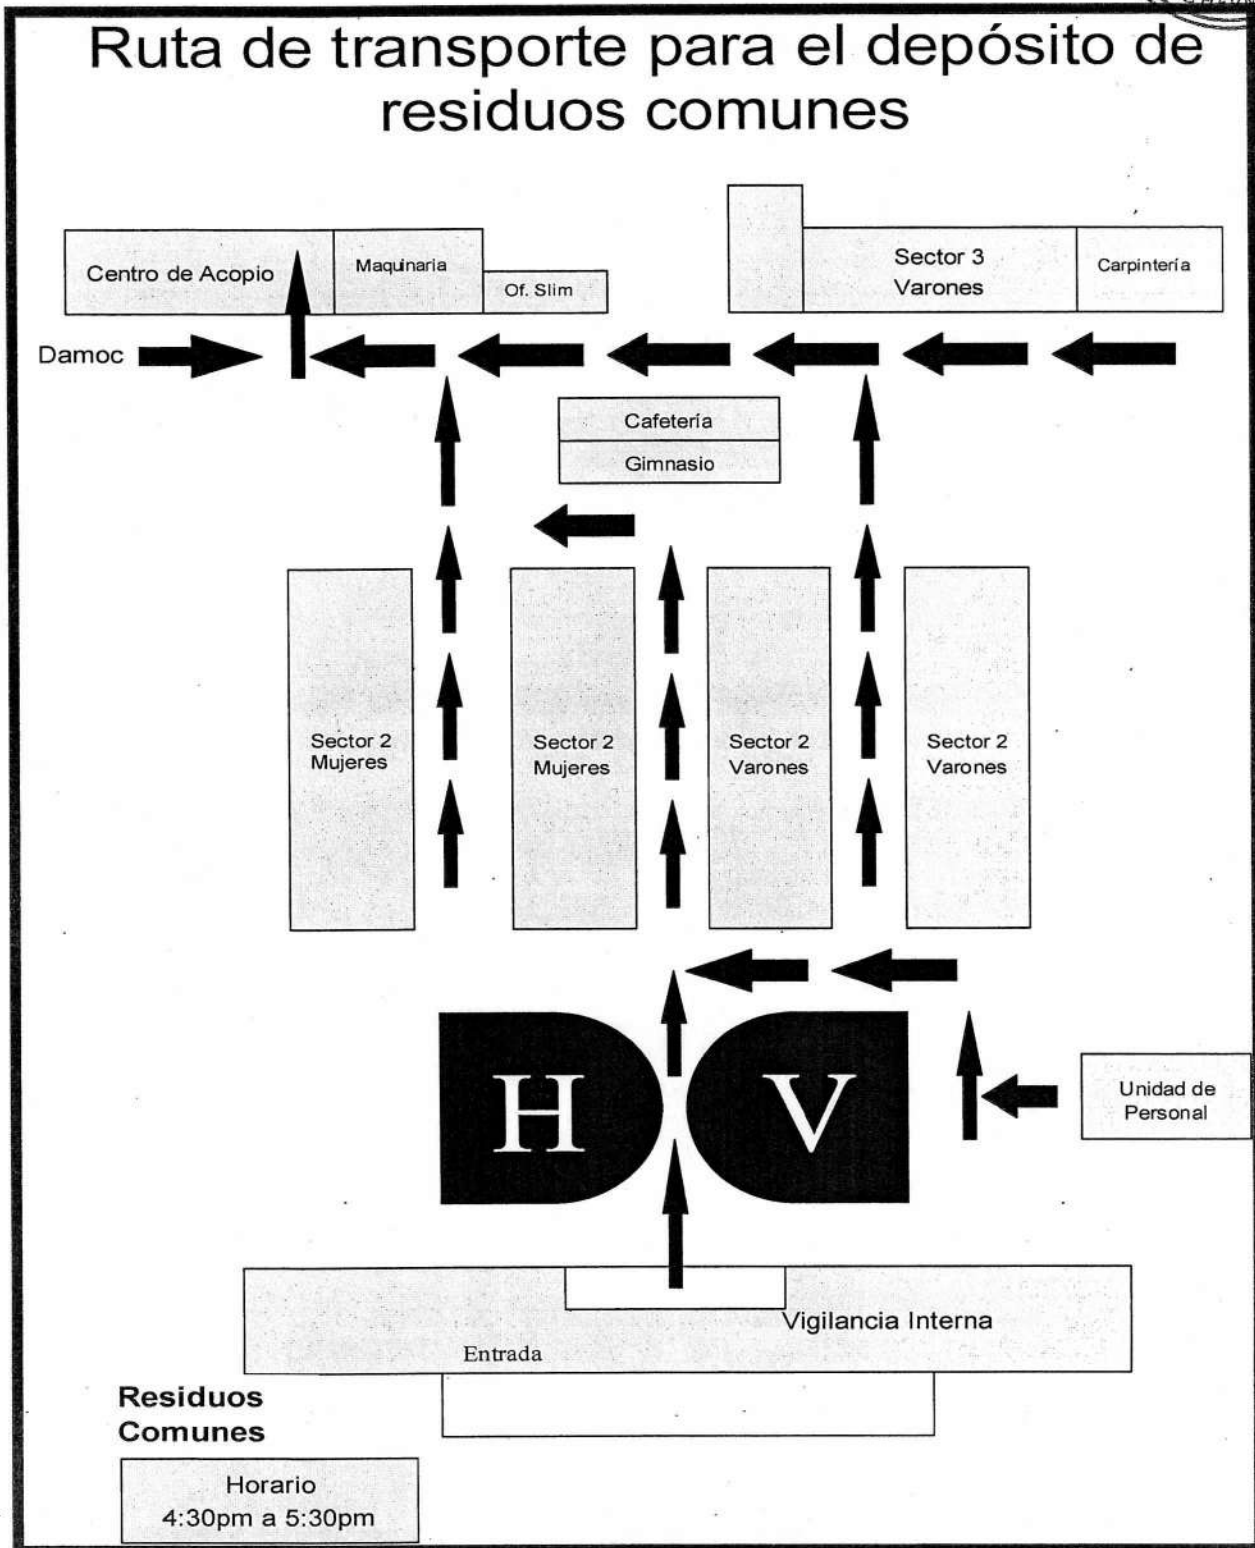 Ruta de transporte para el depósito de
residuos comunes
Centro de Acopio
Maquinaria
Of. Slim
Sector 3
Varones
Carpintería
Damoc
Cafetería
Gimnasio
Sector 2
Mujeres
Sector 2
Mujeres
Sector 2
Varones
Sector 2
Varones
H
V
Unidad de
Personal
Vigilancia Interna
Entrada
Residuos
Comunes
Horario
4:30pm a 5:30pm